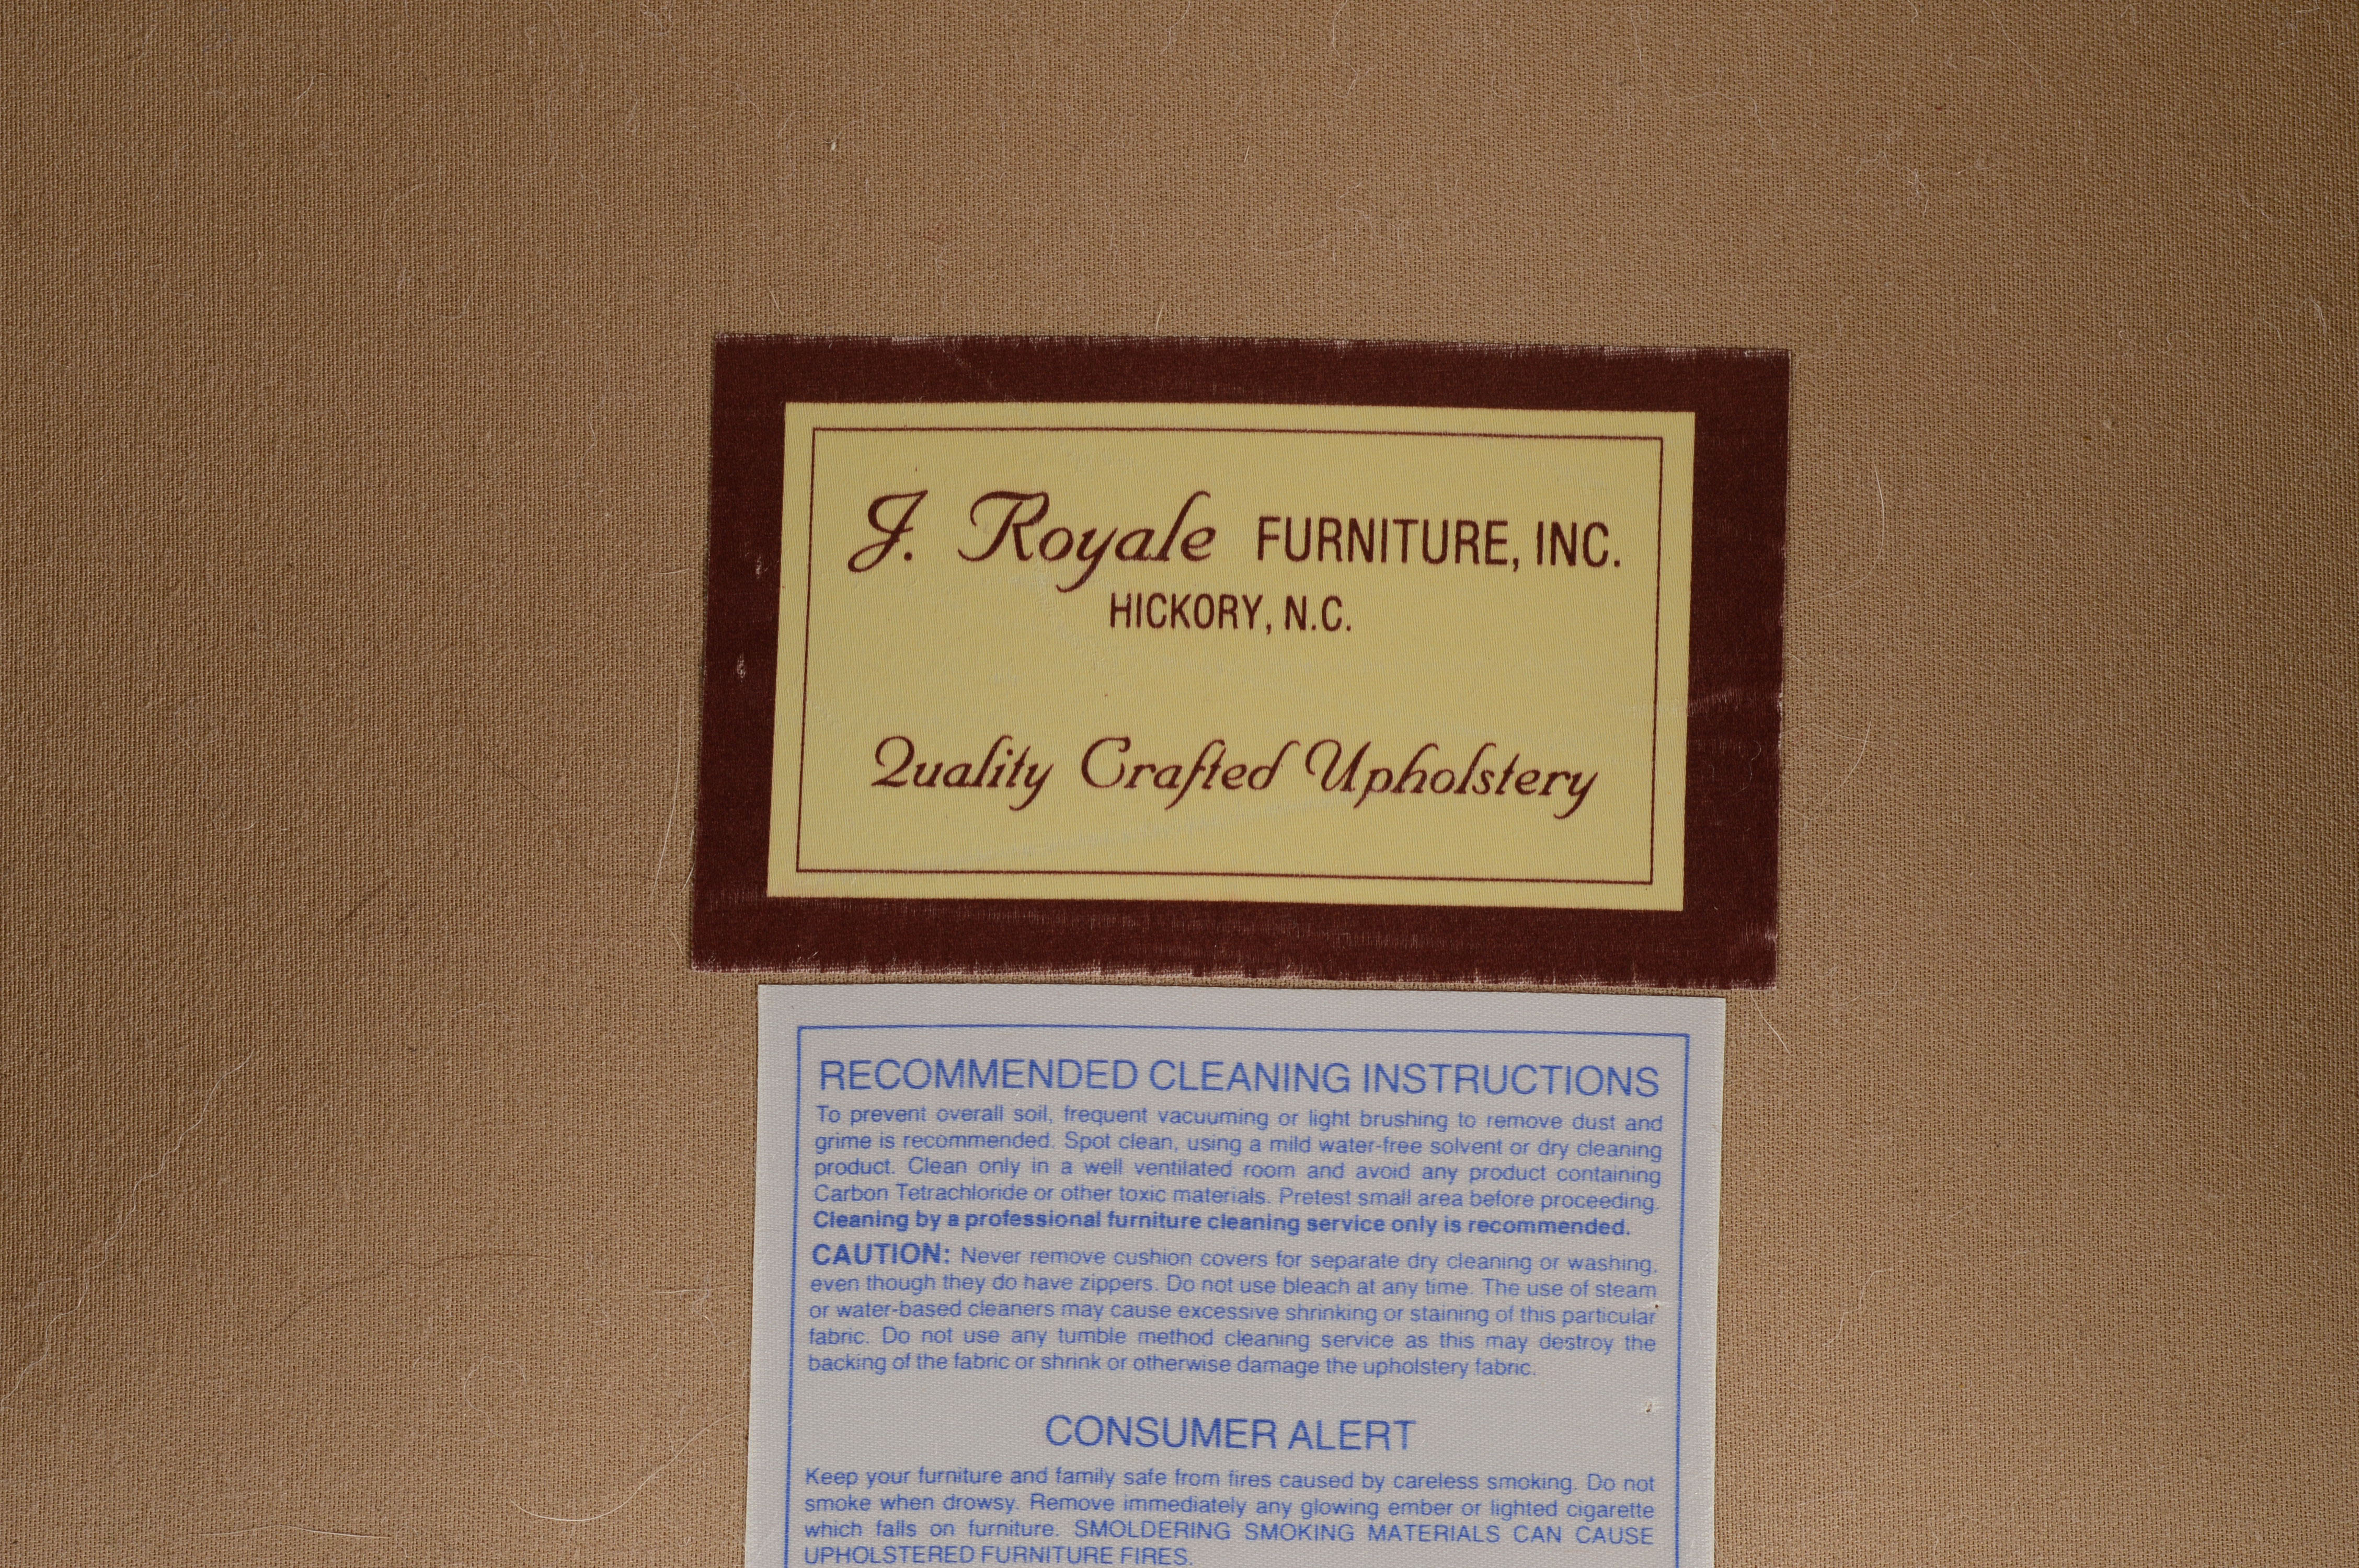 J. Royale FURNITURE, INC.
HICKORY, N.C.
Quality Crafted Upholstery
RECOMMENDED CLEANING INSTRUCTIONS
To prevent overall soil, frequent vacuuming or light brushing to remove dust and
grime is recommended. Spot clean, using a mild water-free solvent or dry cleaning
product. Clean only in a well ventilated room and avoid any product containing
Carbon Tetrachloride or other toxic materials. Pretest small area before proceeding.
Cleaning by a professional furniture cleaning service only is recommended.
CAUTION: Never remove cushion covers for separate dry cleaning or washing,
even though they do have zippers. Do not use bleach at any time. The use of steam
or water-based cleaners may cause excessive shrinking or staining of this particular
fabric. Do not use any tumble method cleaning service as this may destroy the
backing of the fabric or shrink or otherwise damage the upholstery fabric.
CONSUMER ALERT
Keep your furniture and family safe from fires caused by careless smoking. Do not
smoke when drowsy. Remove immediately any glowing ember or lighted cigarette
which falls on furniture. SMOLDERING SMOKING MATERIALS CAN CAUSE
UPHOLSTERED FURNITURE FIRES.